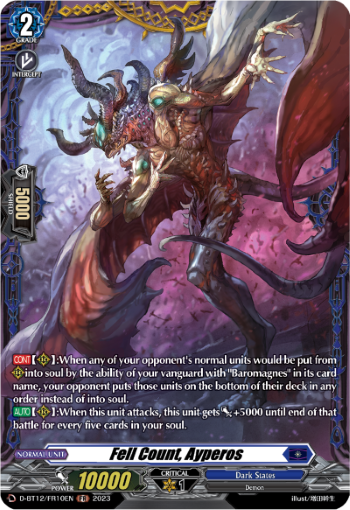 2
GRADE
INTERCEPT
5000
SHIELD
CONT【】:When any of your opponent's normal units would be put from
into soul by the ability of your vanguard with "Baromagnes" in its card
name, your opponent puts those units on the bottom of their deck in any
order instead of into soul.
AUTO【】:When this unit attacks, this unit gets +5000 until end of that
battle for every five cards in your soul.
NORMAL UNIT
Fell Count, Ayperos
POWER 10000
CRITICAL
1
Dark States
Demon
D-BT12/FR10EN FR 2023
illust/増田幹生